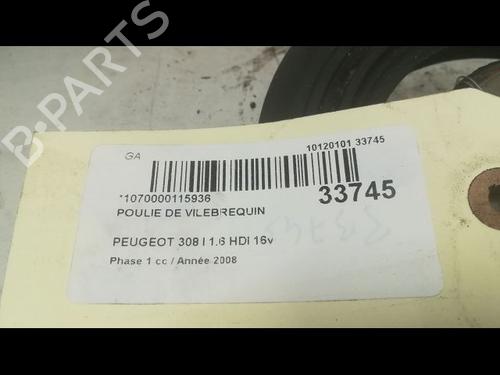 B-PARTS
GA
10120101 33745
*1070000115936
33745
POULIE DE VILEBREQUIN
PEUGEOT 308 I 1.6 HDi 16v
Phase 1 cc / Année 2008